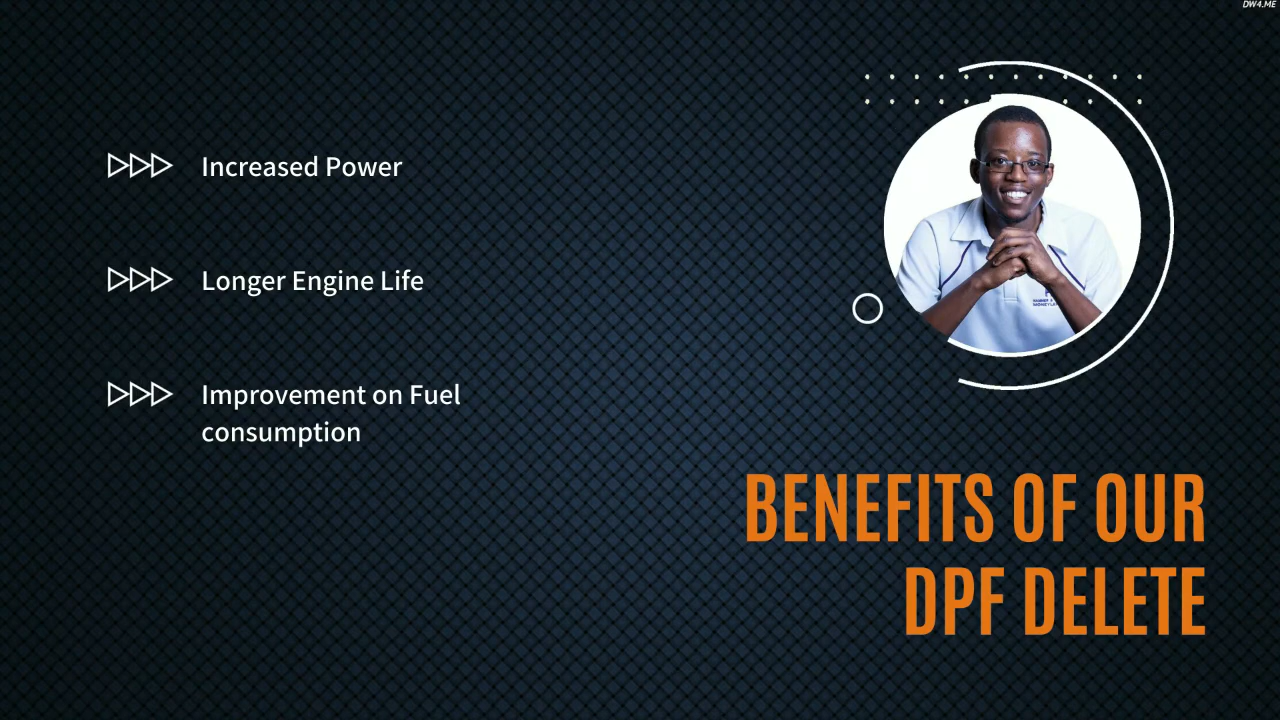 DW4.ME
Increased Power
Longer Engine Life
Improvement on Fuel
consumption
BENEFITS OF OUR
DPF DELETE